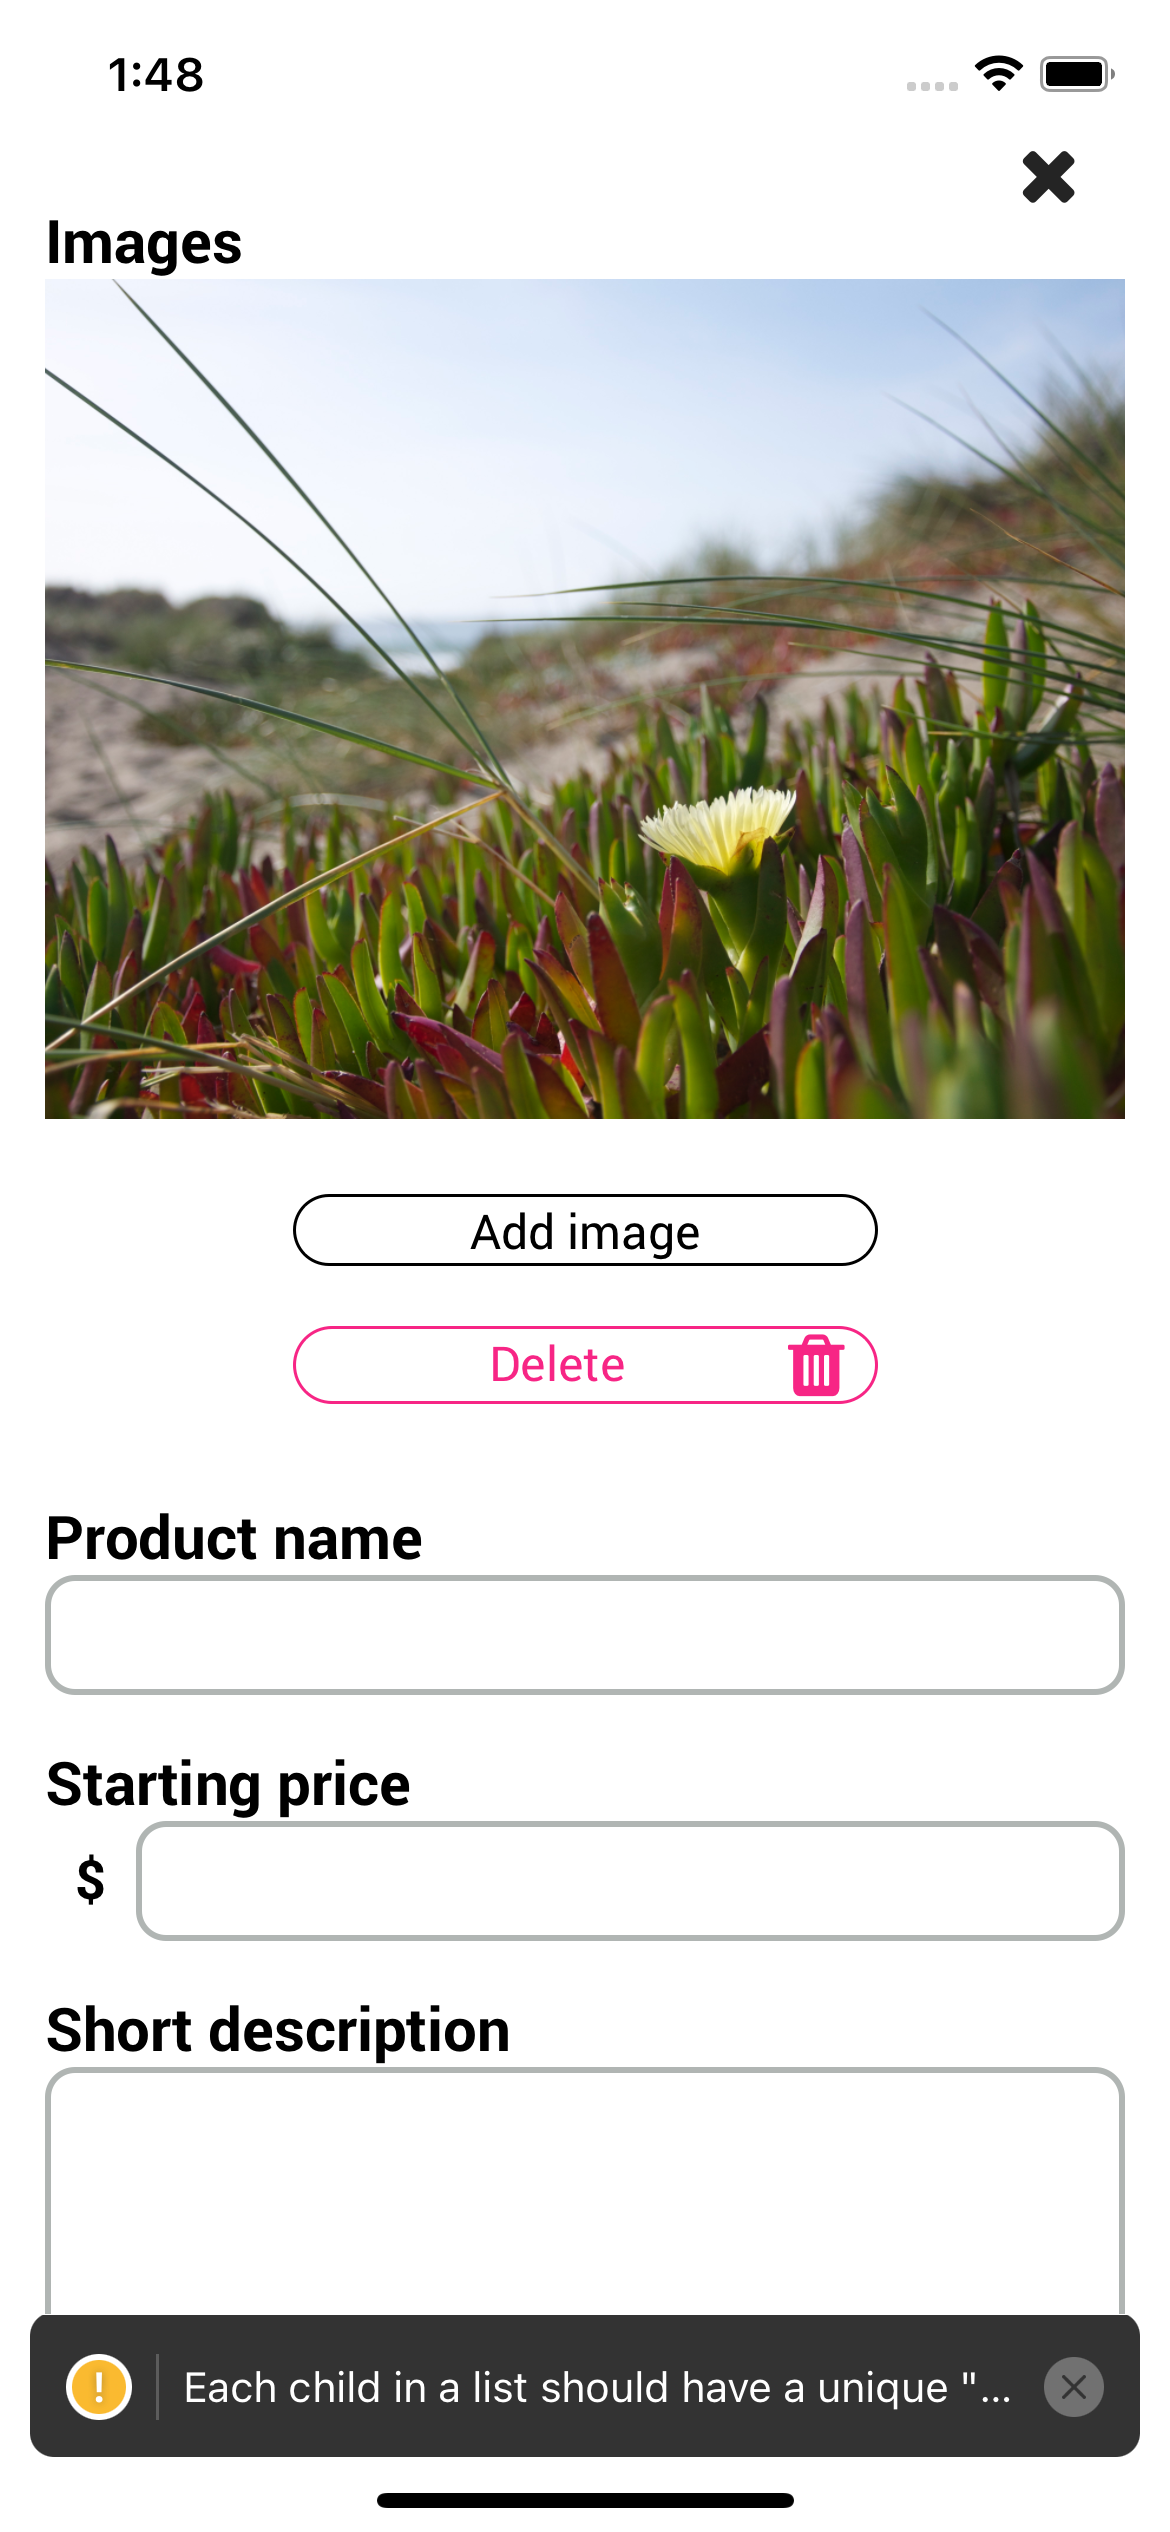 1:48
Images
Add image
Delete
Product name
Starting price
$
Short description
! Each child in a list should have a unique "...